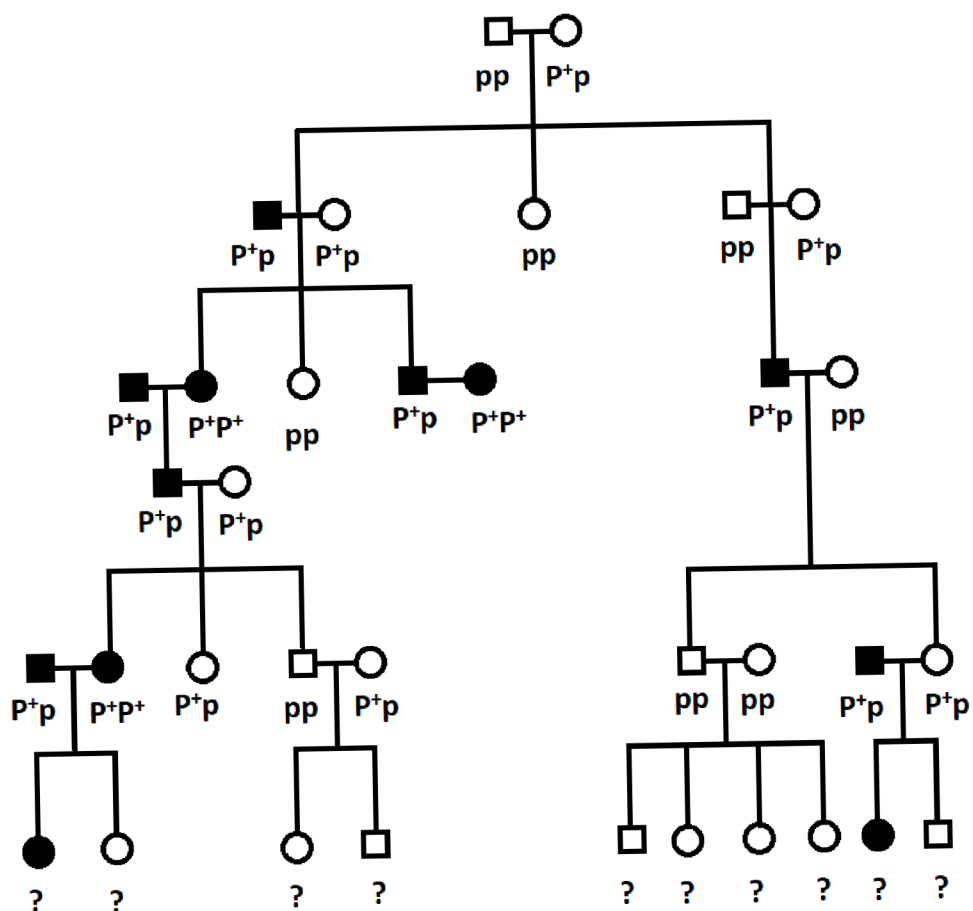 pp P⁺p
P⁺p P⁺p pp pp P⁺p
P⁺p P⁺P⁺ pp P⁺p P⁺P⁺ P⁺p pp
P⁺p P⁺p
P⁺p P⁺P⁺ P⁺p pp P⁺p pp pp P⁺p P⁺p
? ? ? ? ? ? ? ? ? ?